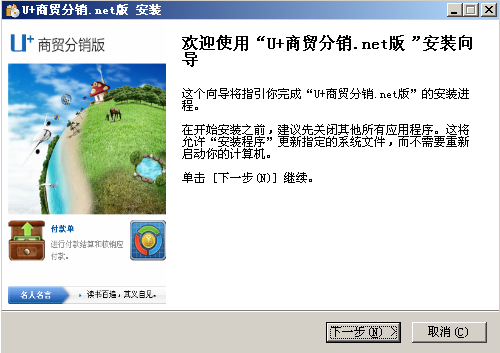 U+商贸分销.net版 安装
U+ 商贸分销版
欢迎使用“U+商贸分销.net版 ”安装向
导
这个向导将指引你完成“U+商贸分销.net版”的安装进
程。
在开始安装之前，建议先关闭其他所有应用程序。这将
允许“安装程序”更新指定的系统文件，而不需要重新
启动你的计算机。
单击 [下一步(N)] 继续。
付款单
进行付款结算和核销应
付款。
名人名言
读书百遍，其义自见。
下一步(N) >
取消(C)